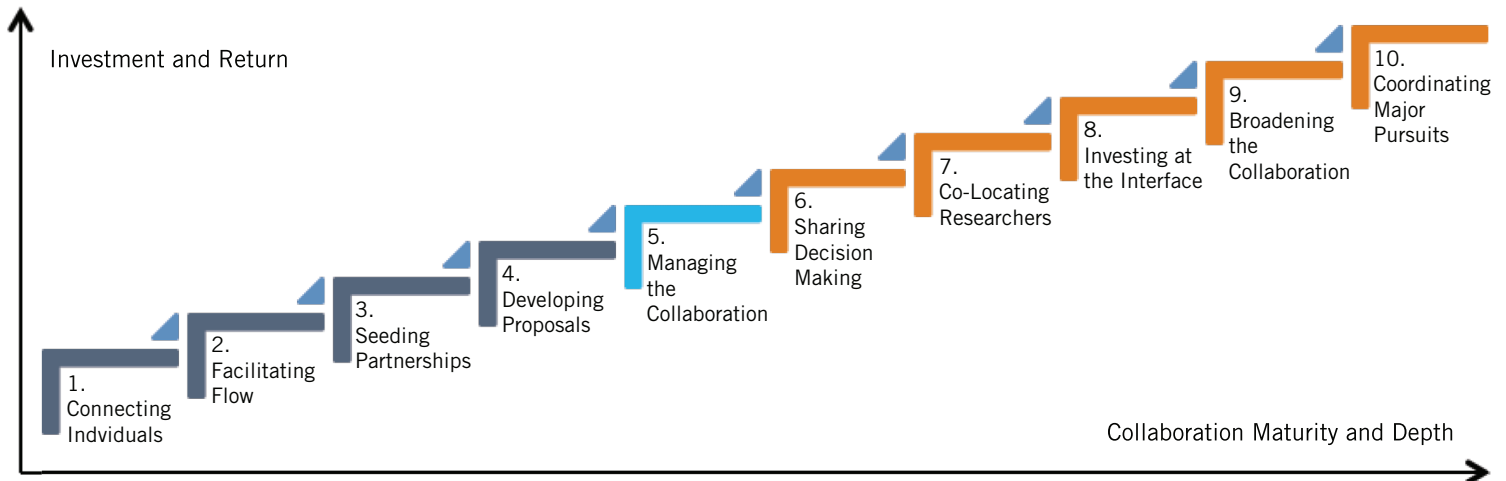 Investment and Return
1.
Connecting
Indviduals
2.
Facilitating
Flow
3.
Seeding
Partnerships
4.
Developing
Proposals
5.
Managing
the
Collaboration
6.
Sharing
Decision
Making
7.
Co-Locating
Researchers
8.
Investing at
the Interface
9.
Broadening
the
Collaboration
10.
Coordinating
Major
Pursuits
Collaboration Maturity and Depth